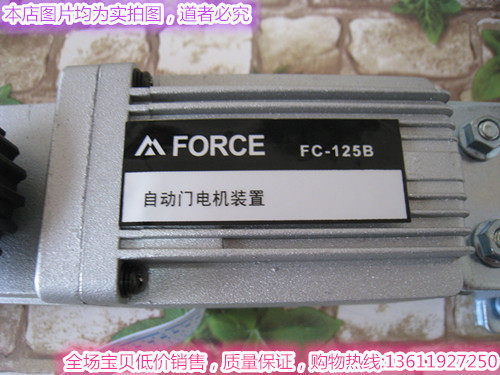 本店图片均为实拍图，道者必究
FORCE FC-125B
自动门电机装置
全场宝贝低价销售，质量保证，购物热线:13611927250